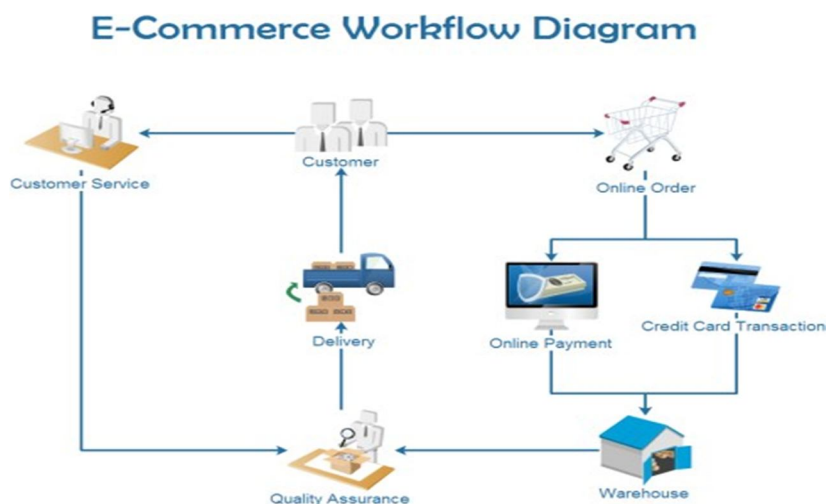 E-Commerce Workflow Diagram
Customer
Customer Service
Online Order
Delivery
Online Payment
Credit Card Transaction
Quality Assurance
Warehouse